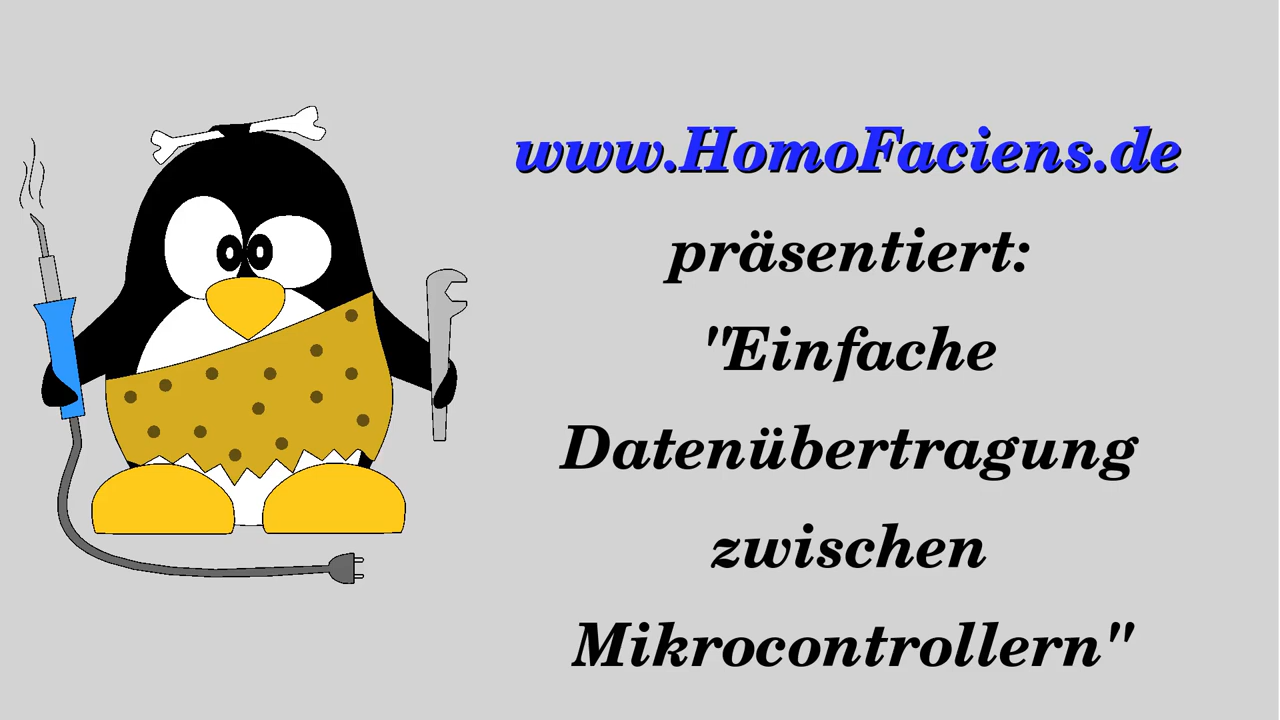 www.HomoFaciens.de
präsentiert:
"Einfache
Datenübertragung
zwischen
Mikrocontrollern"